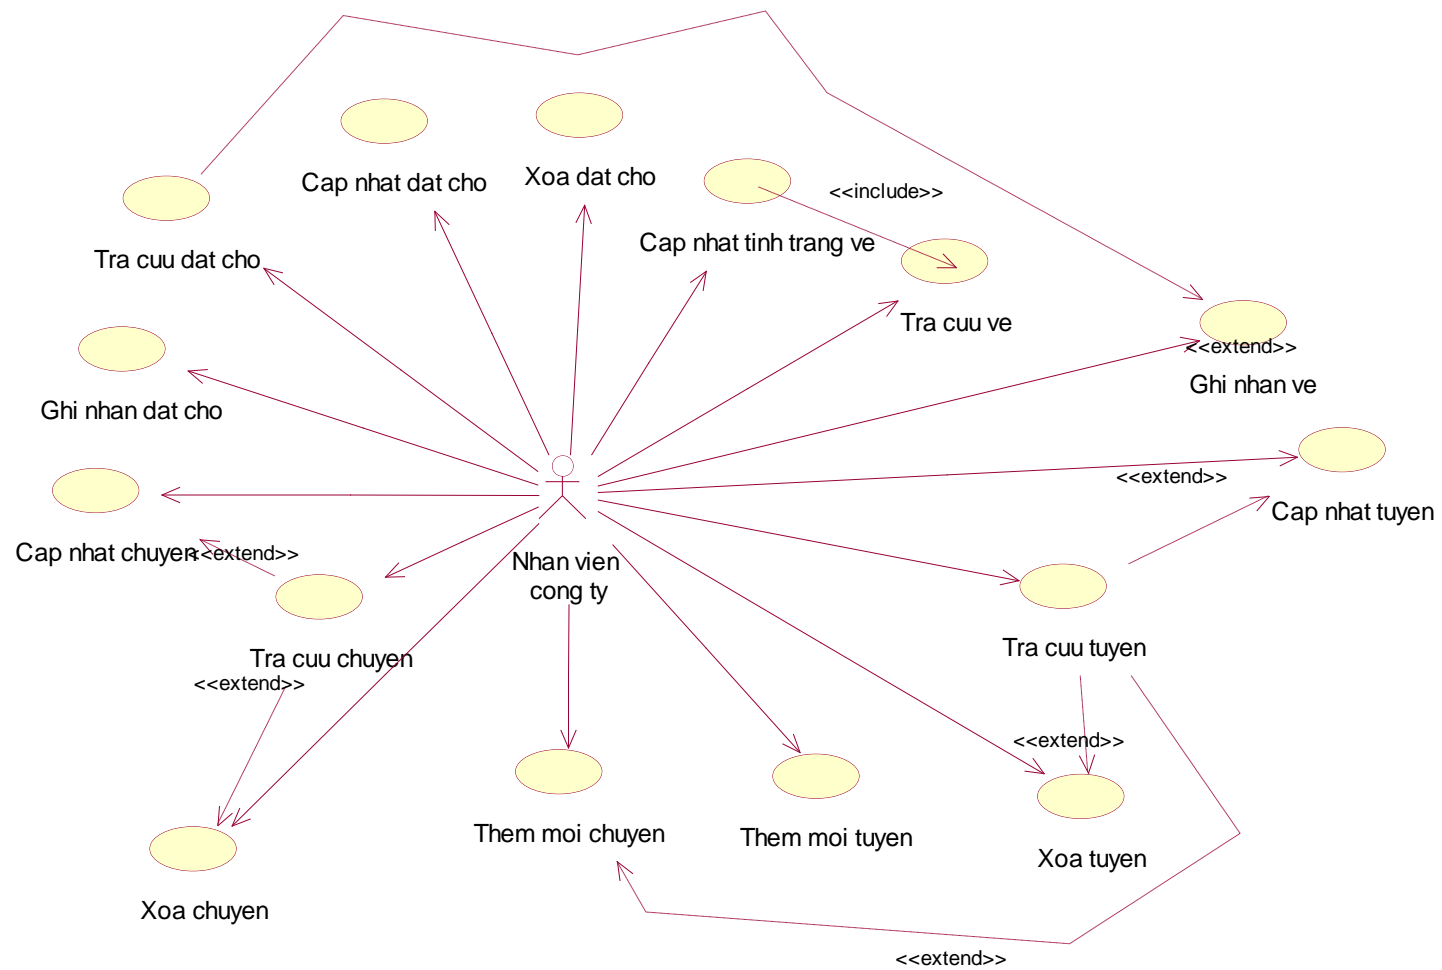 Cap nhat dat cho
Xoa dat cho
<<include>>
Cap nhat tinh trang ve
Tra cuu dat cho
Tra cuu ve
<<extend>>
Ghi nhan ve
Ghi nhan dat cho
<<extend>>
Cap nhat tuyen
Cap nhat chuyen
<<extend>>
Nhan vien
cong ty
Tra cuu chuyen
<<extend>>
Tra cuu tuyen
<<extend>>
Them moi chuyen
Them moi tuyen
Xoa tuyen
Xoa chuyen
<<extend>>